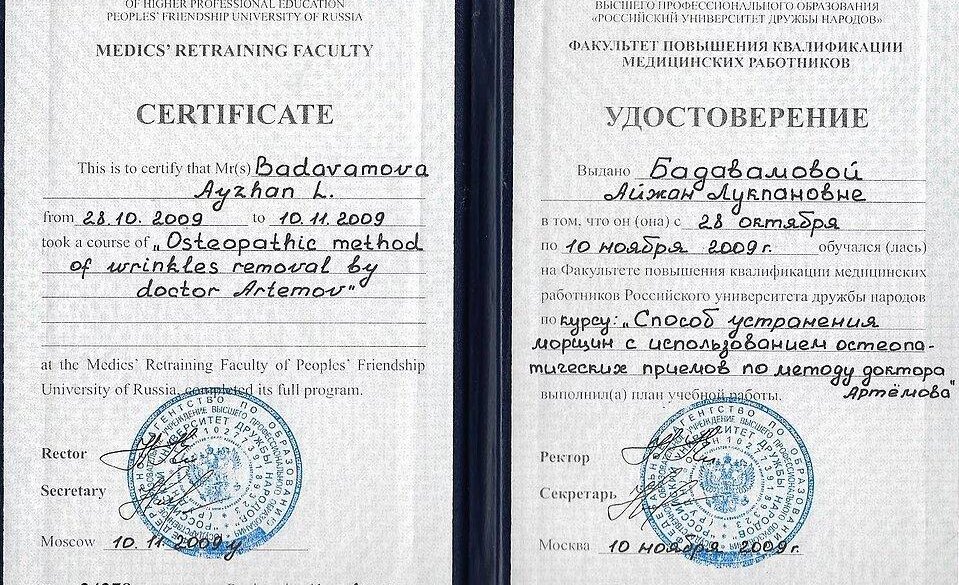 OF HIGHER PROFESSIONAL EDUCATION
PEOPLES' FRIENDSHIP UNIVERSITY OF RUSSIA
MEDICS' RETRAINING FACULTY
CERTIFICATE
This is to certify that Mr(s) Badavamova
Ayzhan L.
from 28.10. 2009 to 10.11.2009
took a course of „Osteopathic method
of wrinkles removal by
doctor Artemov"
at the Medics' Retraining Faculty of Peoples' Friendship
University of Russia, completed its full program.
Rector
Secretary
Moscow 10.11.2009 y
ВЫСШЕГО ПРОФЕССИОНАЛЬНОГО ОБРАЗОВАНИЯ
«РОССИЙСКИЙ УНИВЕРСИТЕТ ДРУЖБЫ НАРОДОВ»
ФАКУЛЬТЕТ ПОВЫШЕНИЯ КВАЛИФИКАЦИИ
МЕДИЦИНСКИХ РАБОТНИКОВ
УДОСТОВЕРЕНИЕ
Выдано Бадавамовой
Айжан Лукпановне
в том, что он (она) с 28 октября
по 10 ноября 2009 г. обучался (лась)
на Факультете повышения квалификации медицинских
работников Российского университета дружбы народов
по курсу: „Способ устранения
морщин с использованием остеопа-
тических приемов по методу доктора
Артёмова"
выполнил(а) план учебной работы.
Ректор
Секретарь
Москва 10 ноября 2009 г.